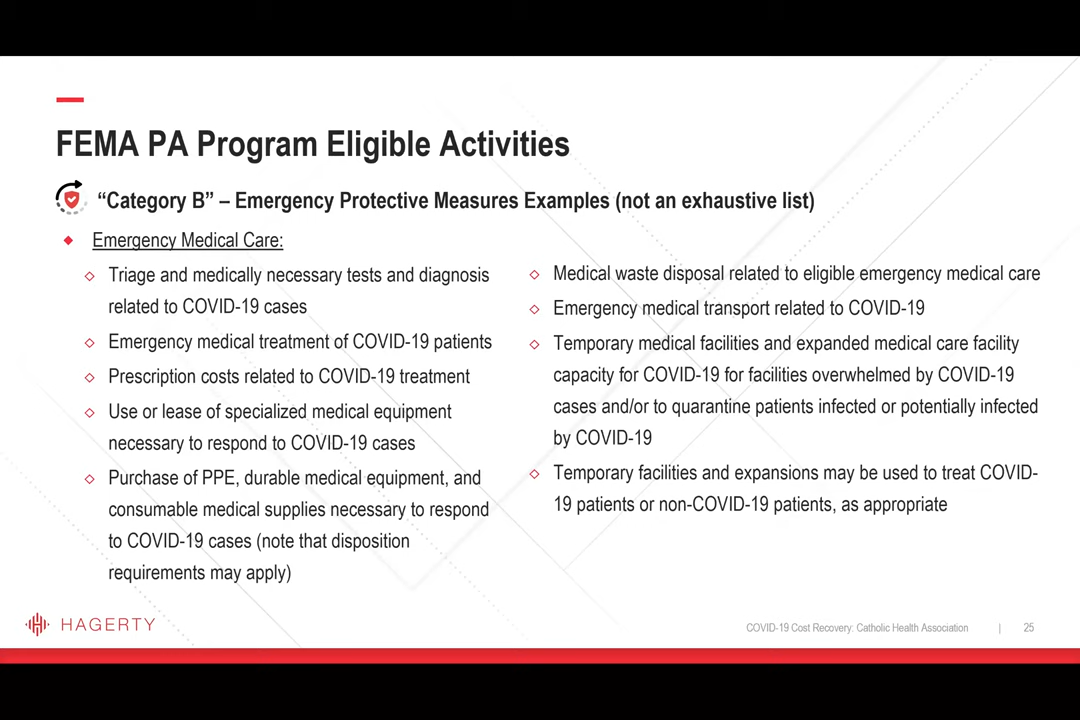 FEMA PA Program Eligible Activities
“Category B” – Emergency Protective Measures Examples (not an exhaustive list)
Emergency Medical Care:
Triage and medically necessary tests and diagnosis
related to COVID-19 cases
Emergency medical treatment of COVID-19 patients
Prescription costs related to COVID-19 treatment
Use or lease of specialized medical equipment
necessary to respond to COVID-19 cases
Purchase of PPE, durable medical equipment, and
consumable medical supplies necessary to respond
to COVID-19 cases (note that disposition
requirements may apply)
Medical waste disposal related to eligible emergency medical care
Emergency medical transport related to COVID-19
Temporary medical facilities and expanded medical care facility
capacity for COVID-19 for facilities overwhelmed by COVID-19
cases and/or to quarantine patients infected or potentially infected
by COVID-19
Temporary facilities and expansions may be used to treat COVID-
19 patients or non-COVID-19 patients, as appropriate
HAGERTY
COVID-19 Cost Recovery: Catholic Health Association | 25